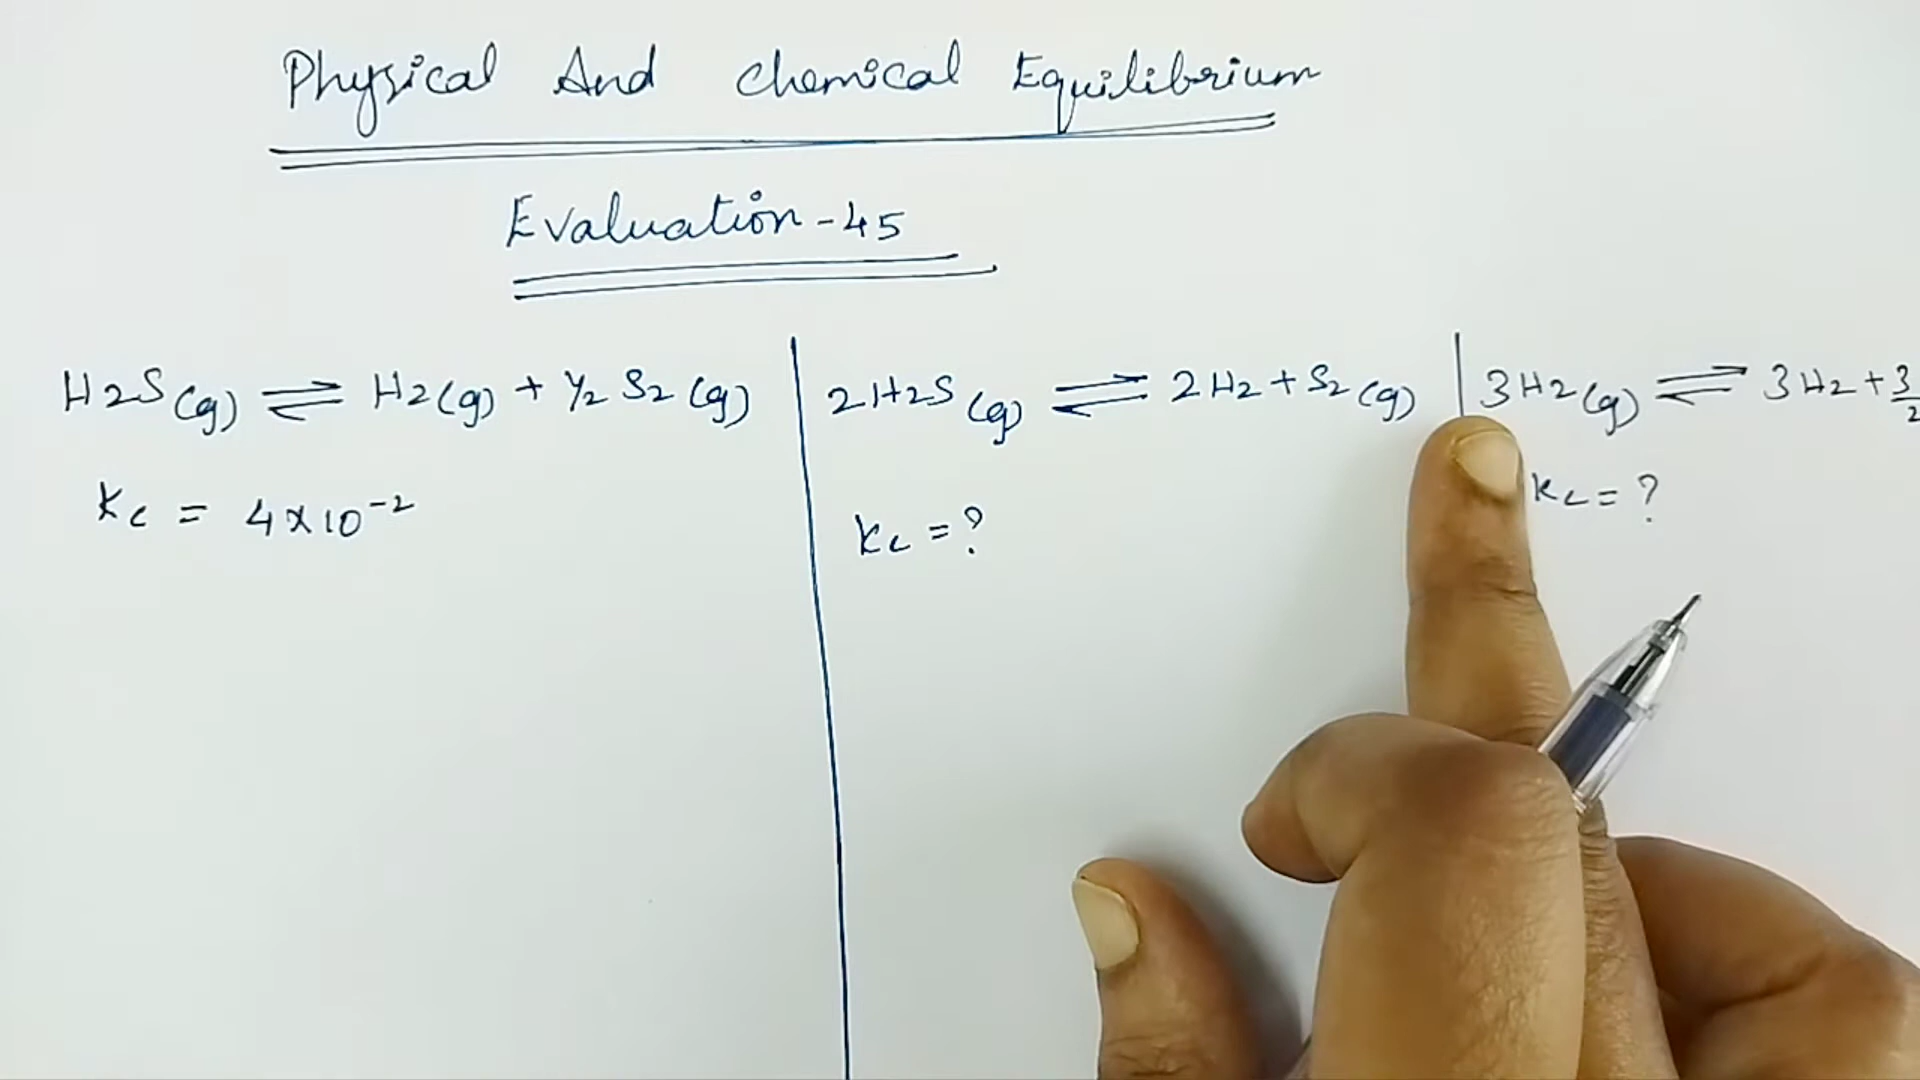 Physical And Chemical Equilibrium
Evaluation-45
H2S(g) ⇌ H2(g) + 1/2 S2(g)
2H2S(g) ⇌ 2H2 + S2(g)
3H2(g) ⇌ 3H2 + 3/2
Kc = 4×10⁻²
Kc = ?
Kc = ?